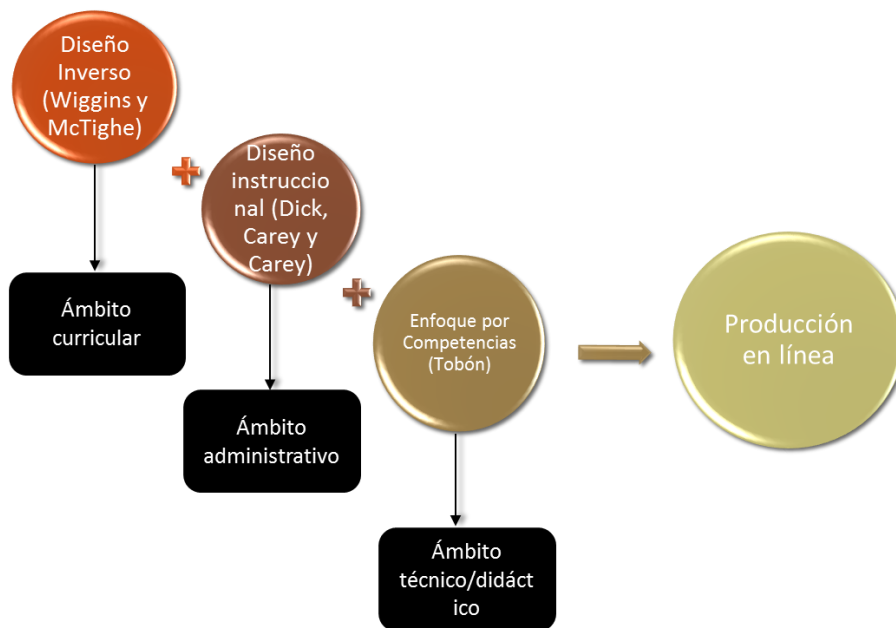 Diseño
Inverso
(Wiggins y
McTighe)
Diseño
instruccio
nal (Dick,
Carey y
Carey)
Enfoque por
Competencias
(Tobón)
Producción
en línea
Ámbito
curricular
Ámbito
administrativo
Ámbito
técnico/didáct
ico